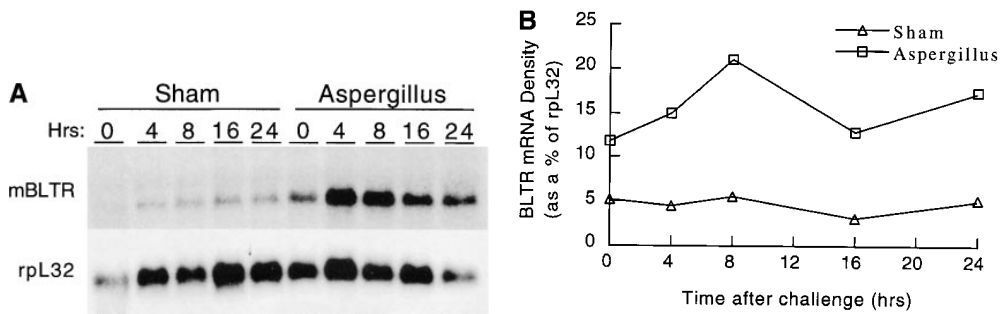 A
Sham
Aspergillus
Hrs: 0 4 8 16 24 0 4 8 16 24
mBLTR
rpL32
B
Sham
Aspergillus
BLTR mRNA Density
(as a % of rpL32)
25
20
15
10
5
0
0 4 8 12 16 20 24
Time after challenge (hrs)